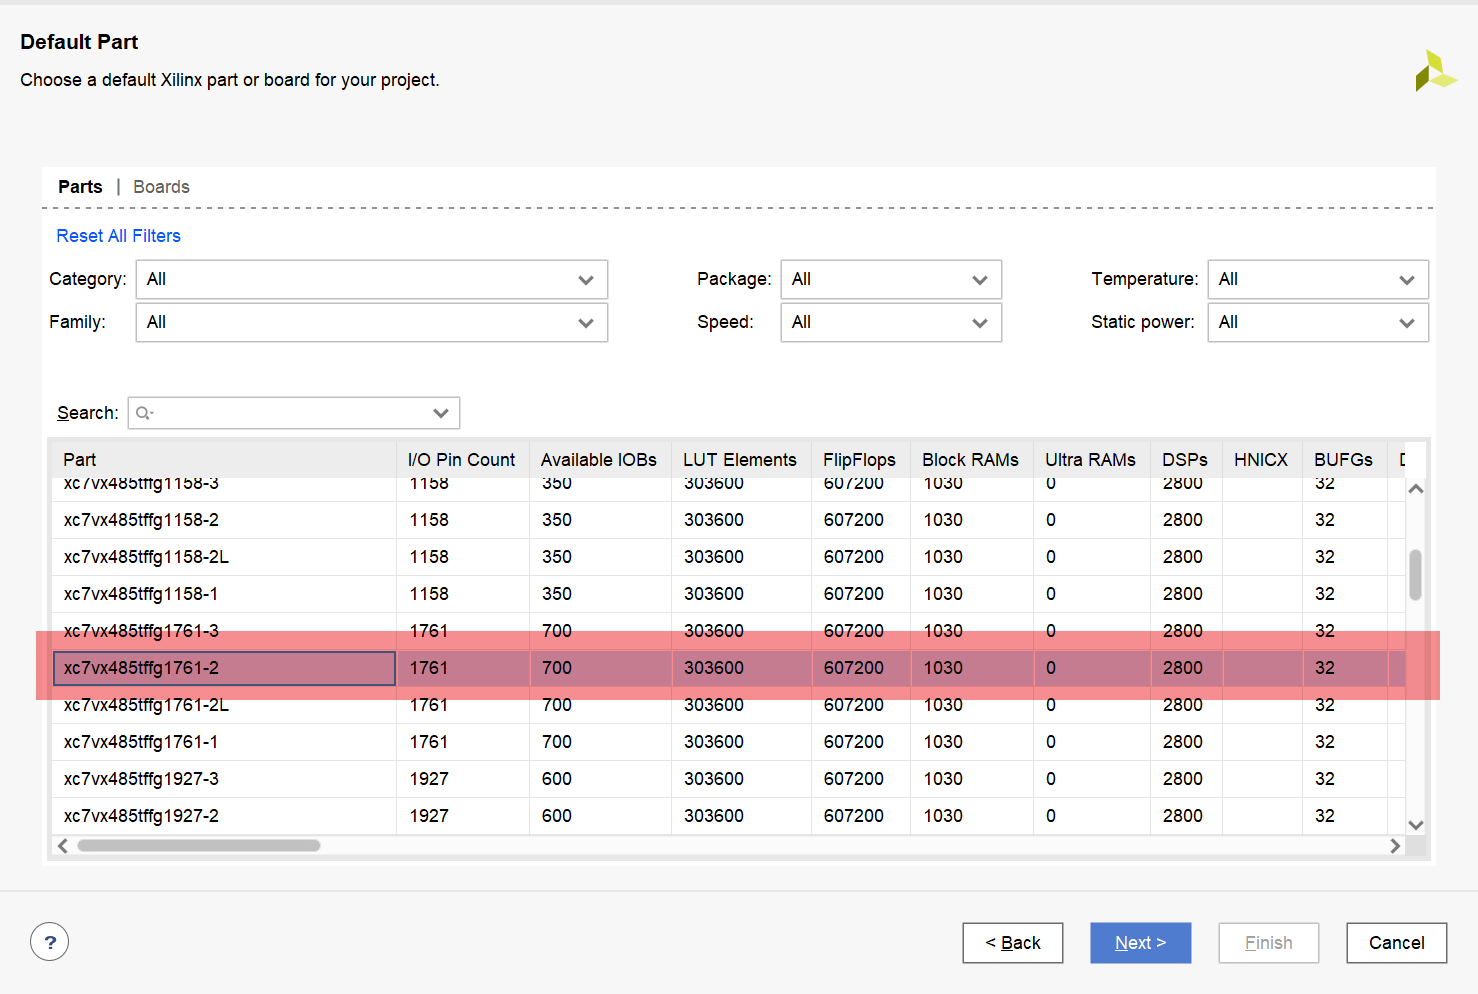 Default Part
Choose a default Xilinx part or board for your project.
Parts | Boards
Reset All Filters
Category: All Package: All Temperature: All
Family: All Speed: All Static power: All
Search:
Part I/O Pin Count Available IOBs LUT Elements FlipFlops Block RAMs Ultra RAMs DSPs HNICX BUFGs
xc7vx485tffg1158-3 1158 350 303600 607200 1030 0 2800 32
xc7vx485tffg1158-2 1158 350 303600 607200 1030 0 2800 32
xc7vx485tffg1158-2L 1158 350 303600 607200 1030 0 2800 32
xc7vx485tffg1158-1 1158 350 303600 607200 1030 0 2800 32
xc7vx485tffg1761-3 1761 700 303600 607200 1030 0 2800 32
xc7vx485tffg1761-2 1761 700 303600 607200 1030 0 2800 32
xc7vx485tffg1761-2L 1761 700 303600 607200 1030 0 2800 32
xc7vx485tffg1761-1 1761 700 303600 607200 1030 0 2800 32
xc7vx485tffg1927-3 1927 600 303600 607200 1030 0 2800 32
xc7vx485tffg1927-2 1927 600 303600 607200 1030 0 2800 32
? < Back Next > Finish Cancel